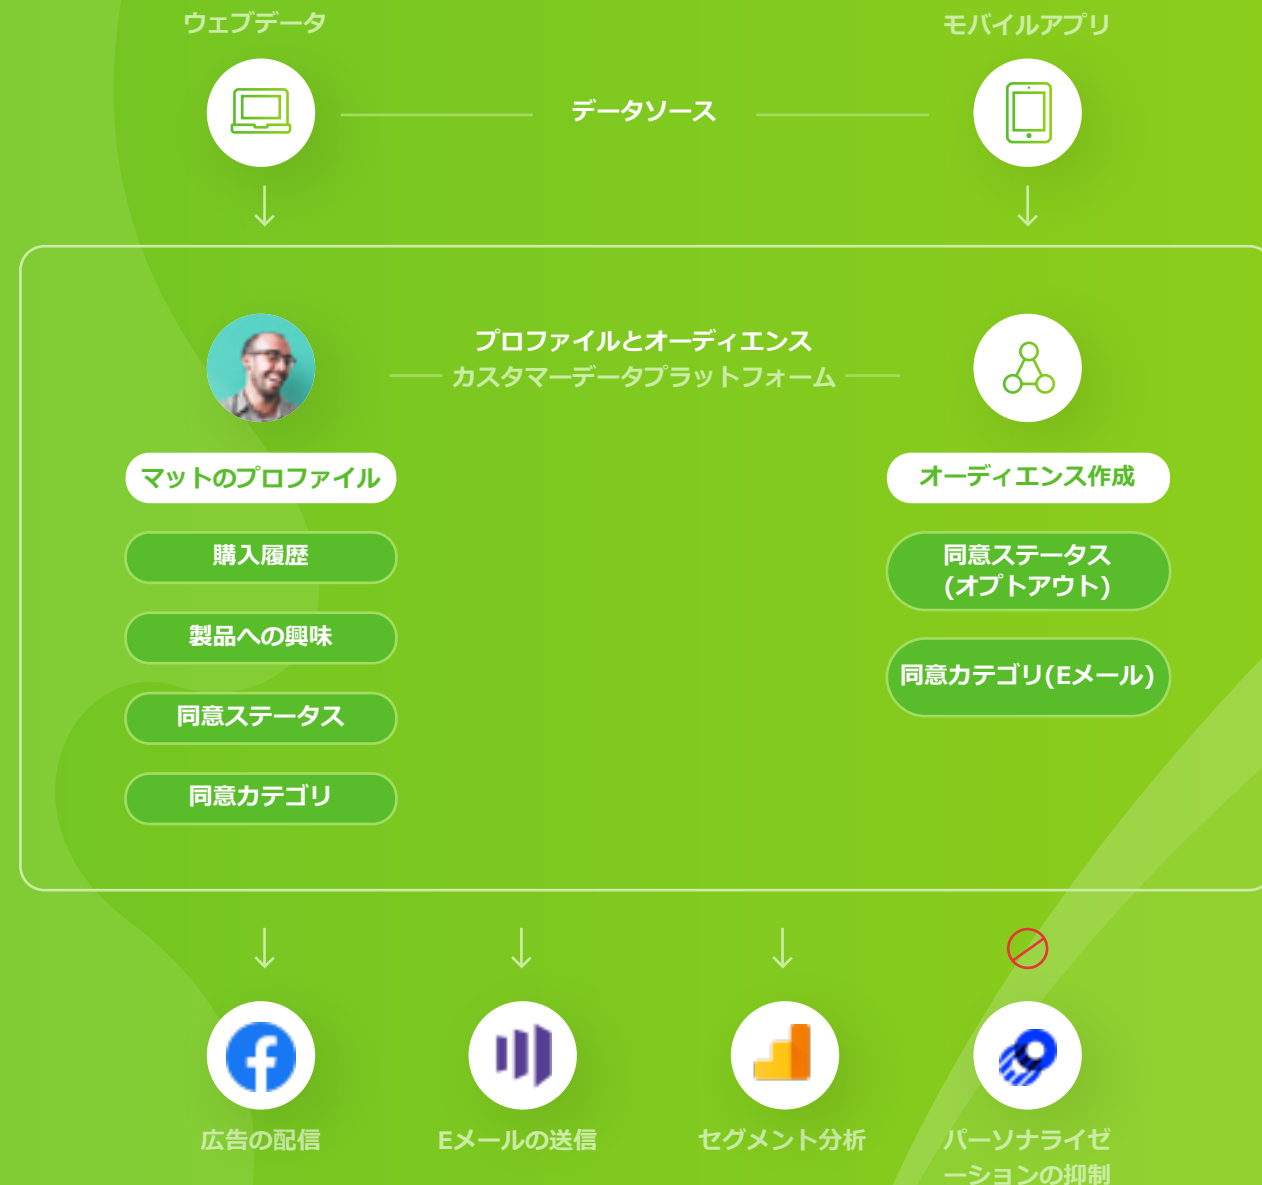 ウェブデータ
モバイルアプリ
データソース
プロファイルとオーディエンス
カスタマーデータプラットフォーム
マットのプロファイル
購入履歴
製品への興味
同意ステータス
同意カテゴリ
オーディエンス作成
同意ステータス
(オプトアウト)
同意カテゴリ(Eメール)
広告の配信
Eメールの送信
セグメント分析
パーソナライゼ
ーションの抑制